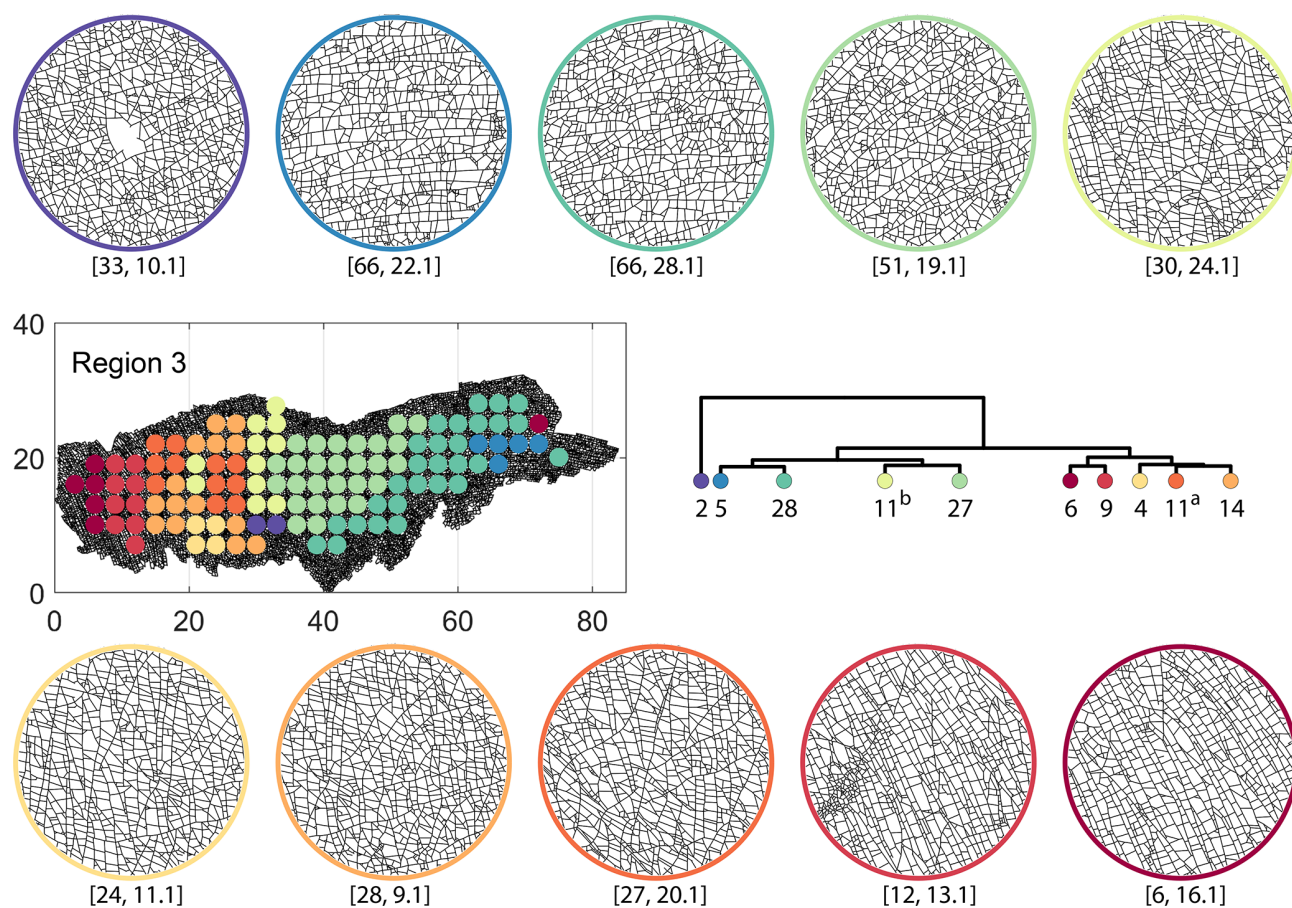 [33, 10.1] [66, 22.1] [66, 28.1] [51, 19.1] [30, 24.1]
40
Region 3
20
0
0 20 40 60 80
2 5 28 11b 27 6 9 4 11a 14
[24, 11.1] [28, 9.1] [27, 20.1] [12, 13.1] [6, 16.1]